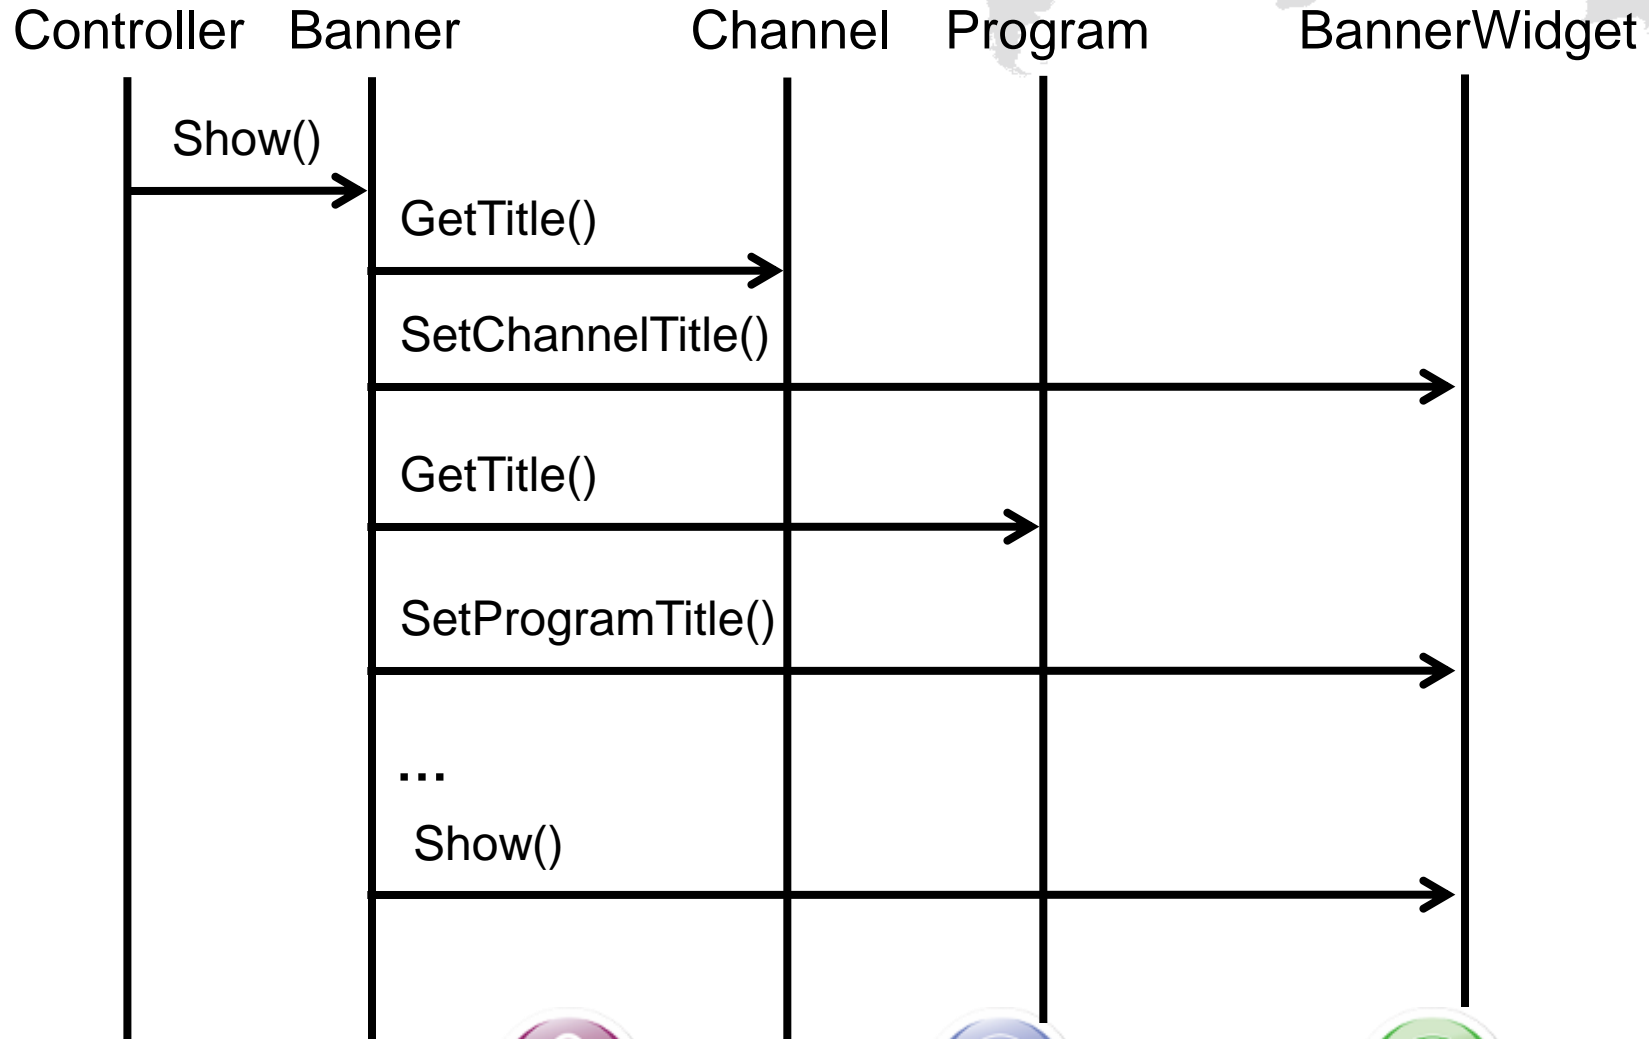 Controller Banner Channel Program BannerWidget
Show()
GetTitle()
SetChannelTitle()
GetTitle()
SetProgramTitle()
...
Show()